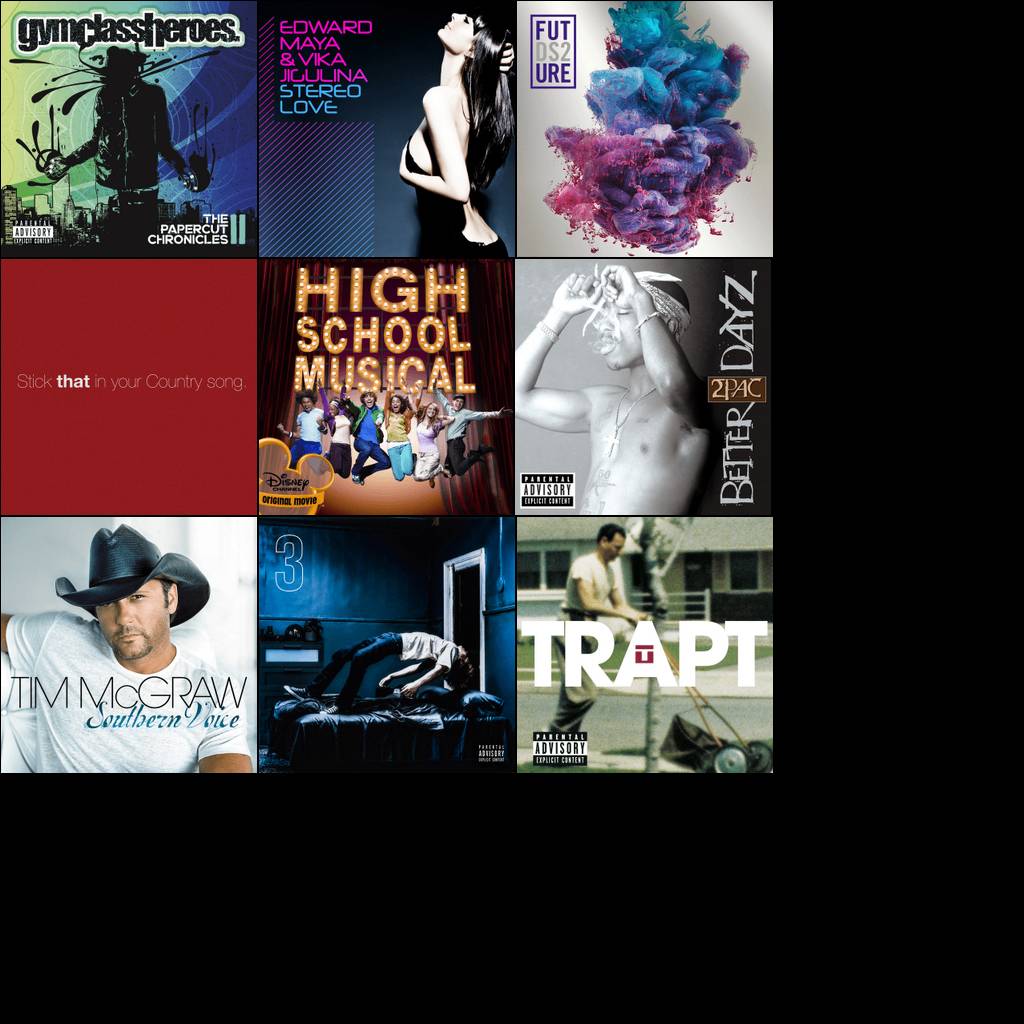 gymclassheroes.
PARENTAL
ADVISORY
EXPLICIT CONTENT
THE
PAPERCUT
CHRONICLES II
EDWARD
MAYA
& VIKA
JIGULINA
STEREO
LOVE
FUT
DS2
URE
Stick that in your Country song.
HIGH
SCHOOL
MUSICAL
Disney
CHANNEL
ORIGINAL MOVIE
BETTER DAYZ
2PAC
PARENTAL
ADVISORY
EXPLICIT CONTENT
TIM McGRAW
Southern Voice
3
PARENTAL
ADVISORY
EXPLICIT CONTENT
TRAPT
PARENTAL
ADVISORY
EXPLICIT CONTENT